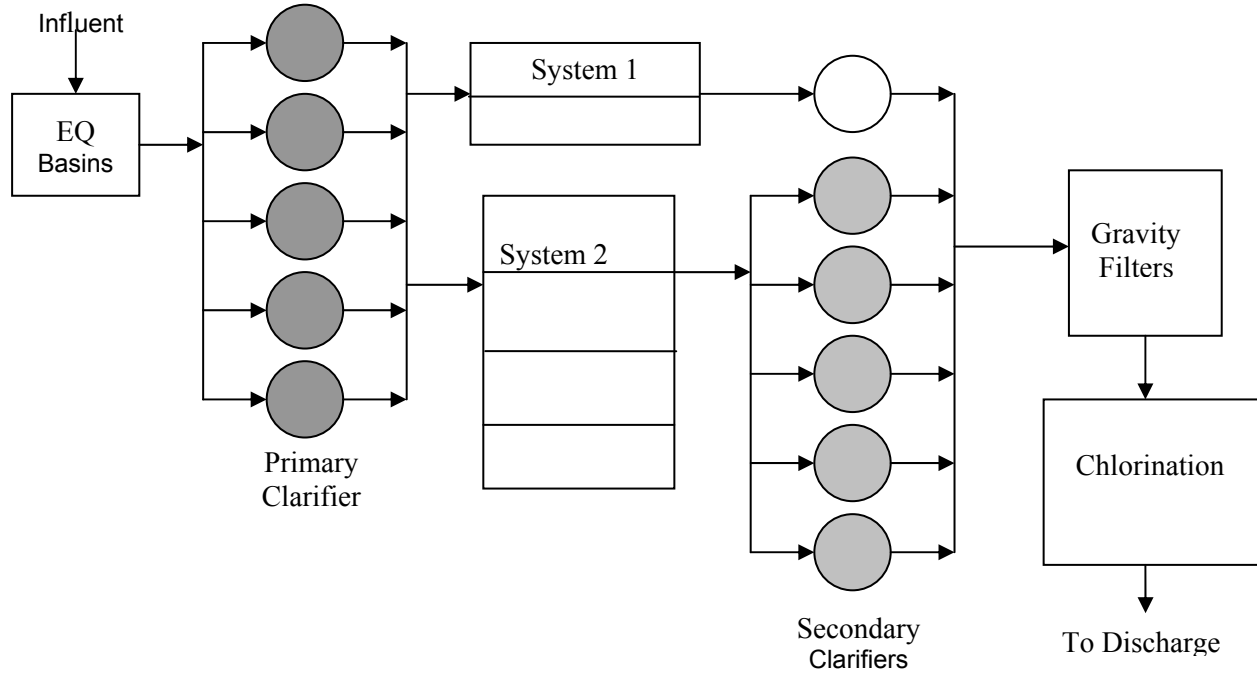 Influent
EQ
Basins
Primary
Clarifier
System 1
System 2
Secondary
Clarifiers
Gravity
Filters
Chlorination
To Discharge